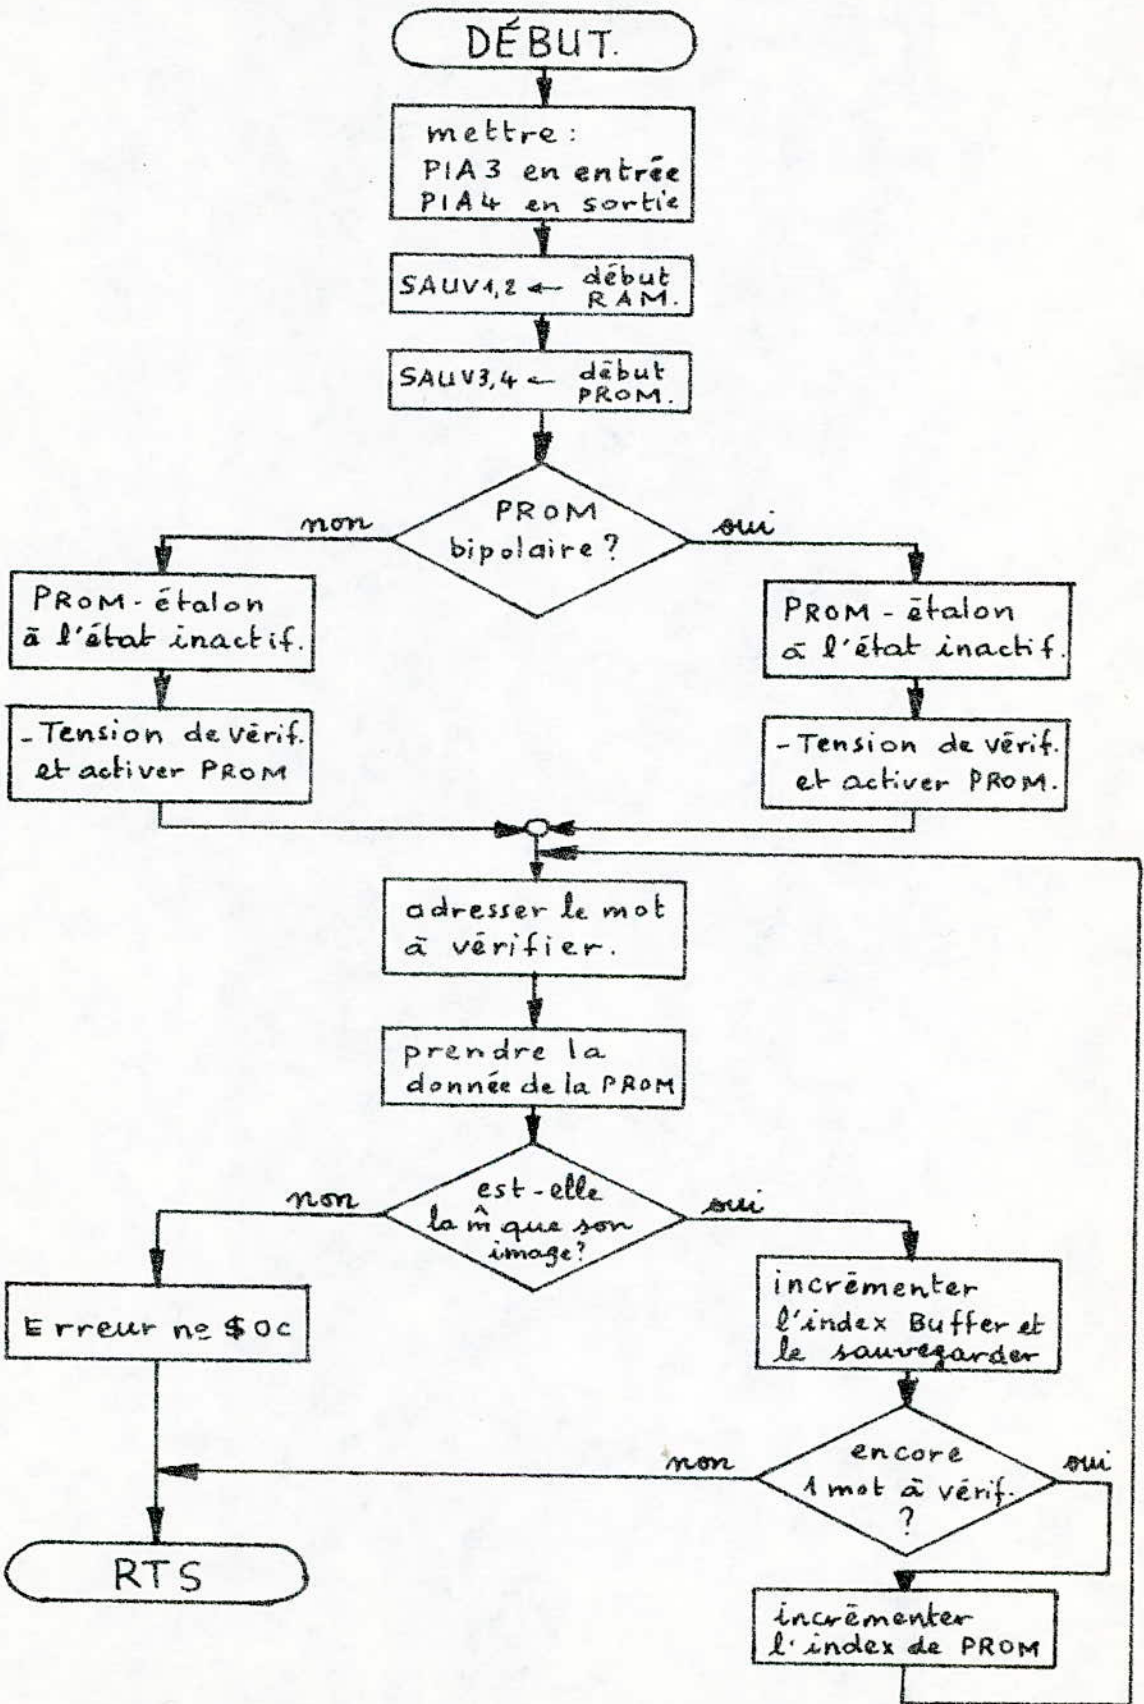 DÉBUT.
mettre :
PIA3 en entrée
PIA4 en sortie
SAUV1,2 ← début
RAM.
SAUV3,4 ← début
PROM.
PROM
bipolaire ?
non
oui
PROM - étalon
à l'état inactif.
PROM - étalon
à l'état inactif.
- Tension de vérif.
et activer PROM
- Tension de vérif.
et activer PROM.
adresser le mot
à vérifier.
prendre la
donnée de la PROM
est-elle
la m̂ que son
image?
non
oui
Erreur no $0C
incrémenter
l'index Buffer et
le sauvegarder
encore
1 mot à vérif.
?
non
oui
RTS
incrémenter
l'index de PROM